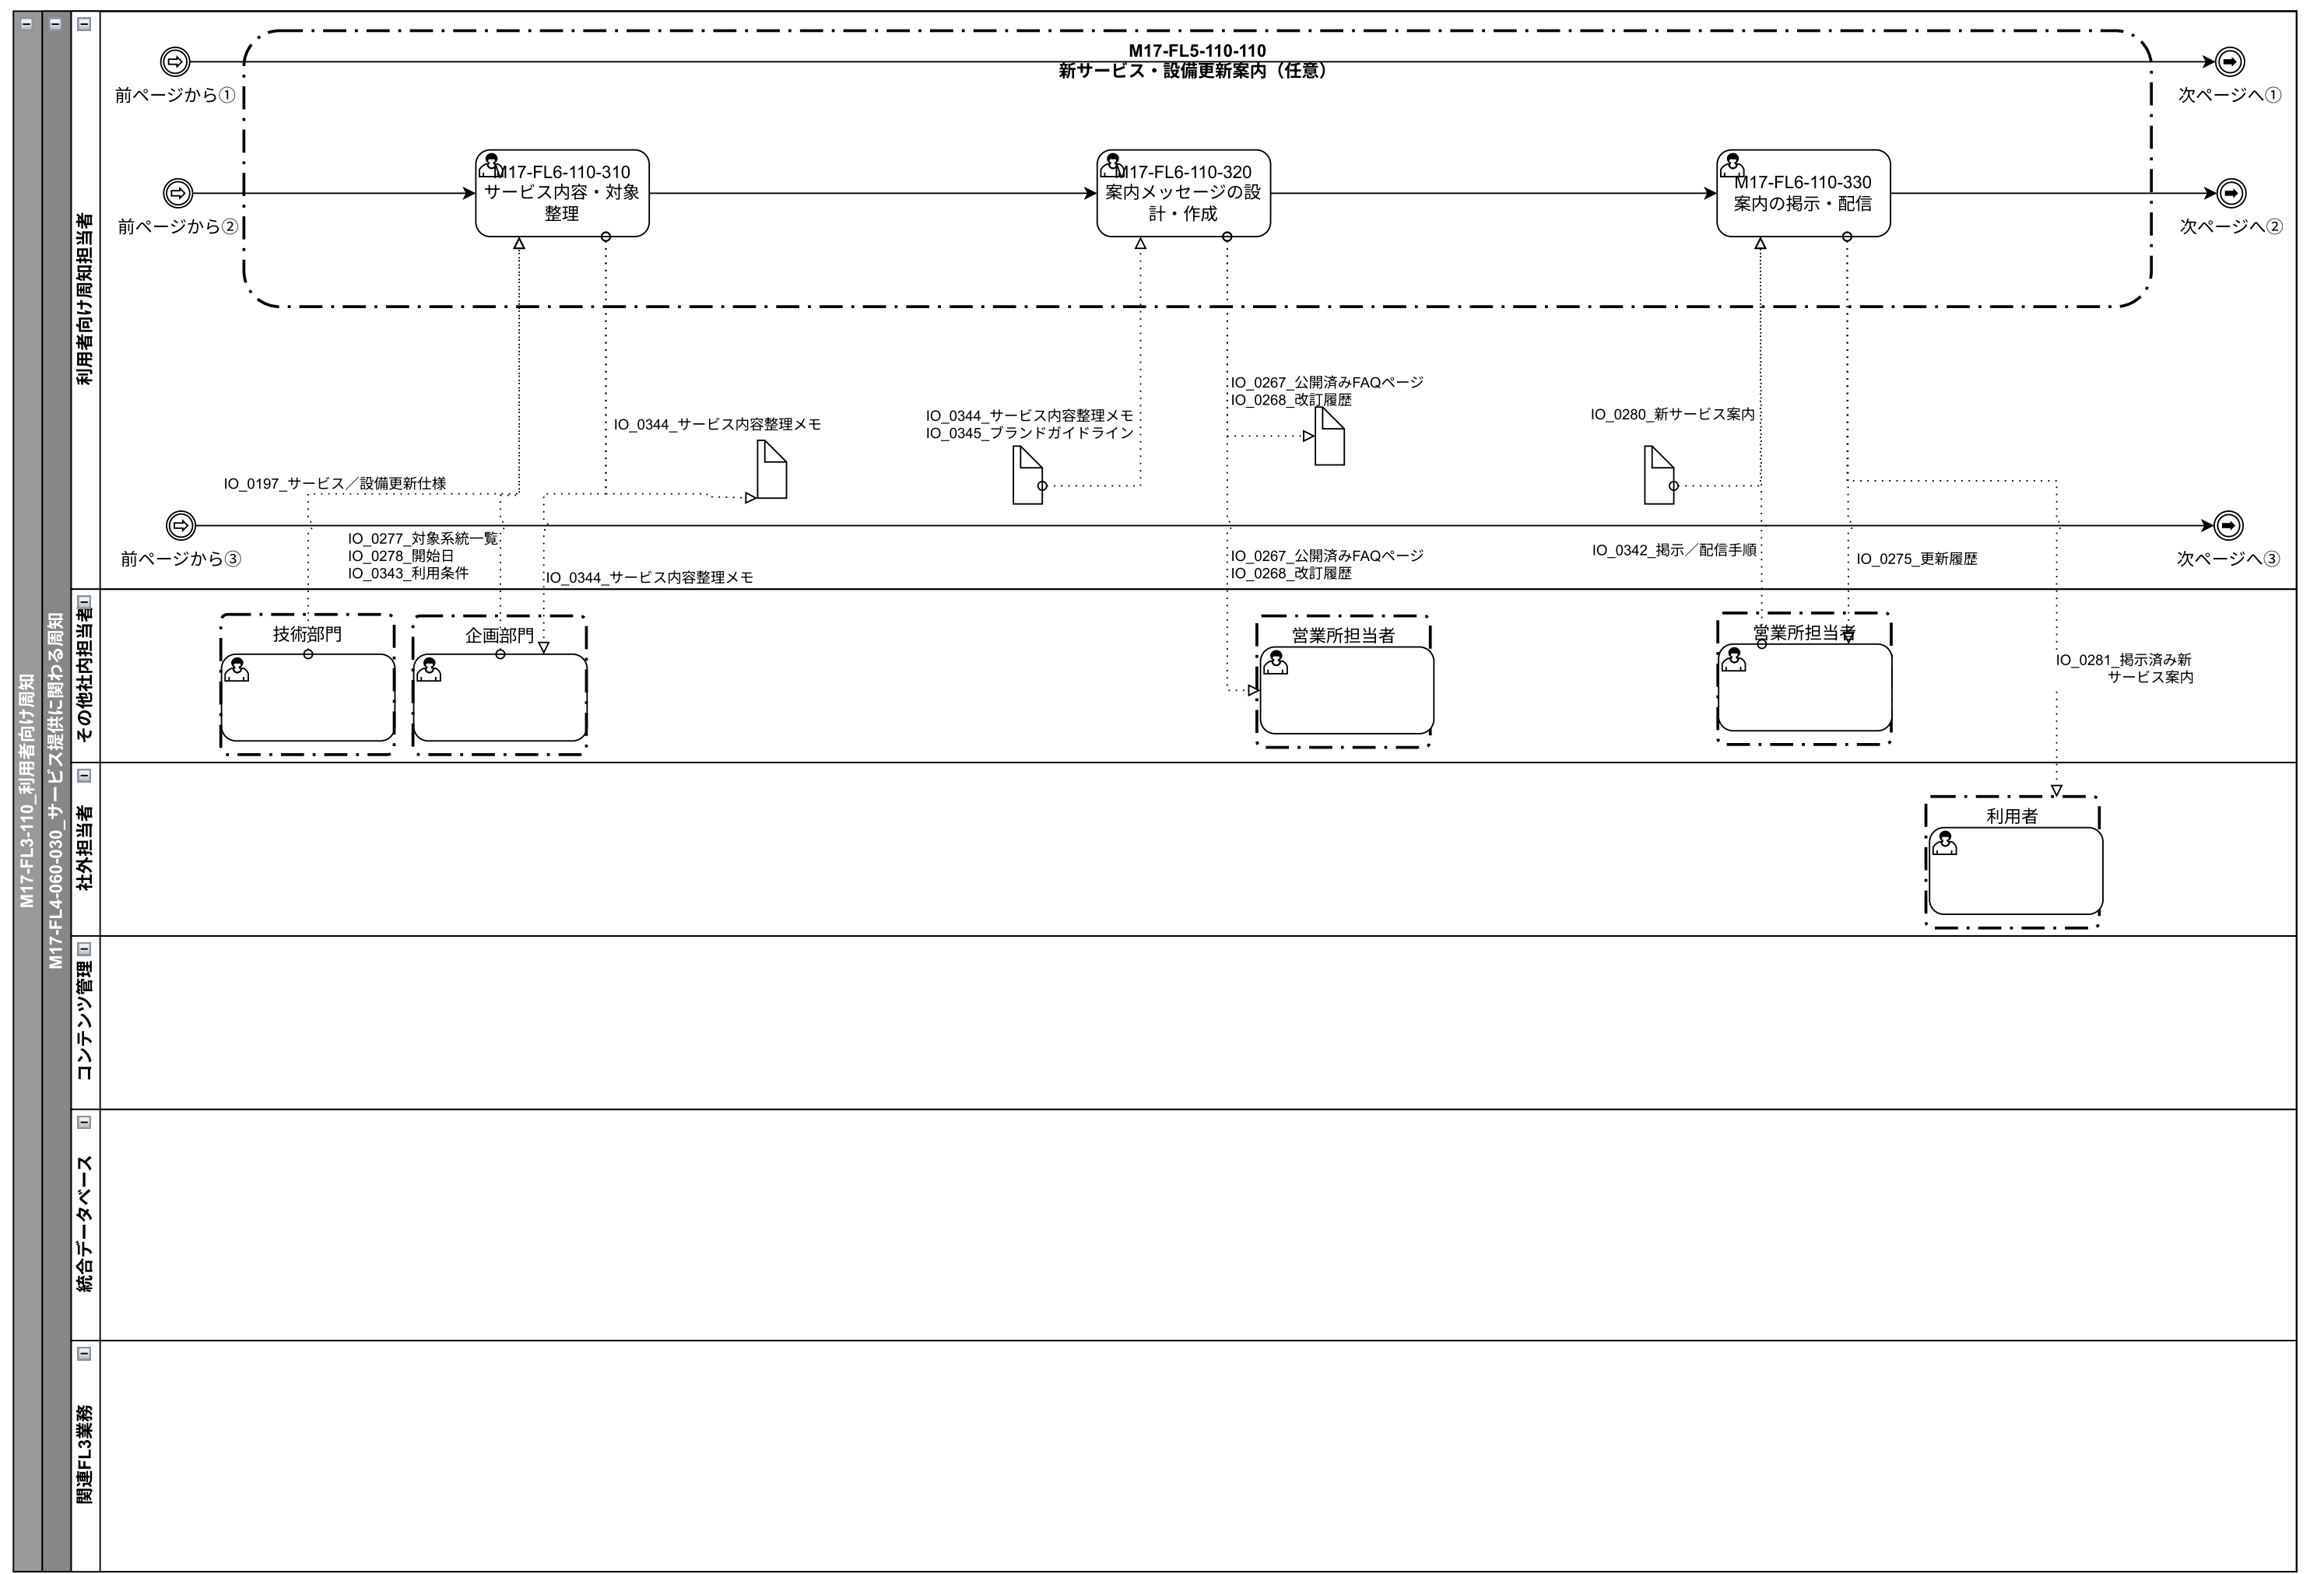 M17-FL3-110_利用者向け周知
M17-FL4-060-030_サービス提供に関わる周知
利用者向け周知担当者
M17-FL5-110-110
新サービス・設備更新案内（任意）
前ページから①
次ページへ①
M17-FL6-110-310
サービス内容・対象
整理
M17-FL6-110-320
案内メッセージの設
計・作成
M17-FL6-110-330
案内の掲示・配信
前ページから②
次ページへ②
IO_0344_サービス内容整理メモ
IO_0344_サービス内容整理メモ
IO_0345_ブランドガイドライン
IO_0267_公開済みFAQページ
IO_0268_改訂履歴
IO_0280_新サービス案内
IO_0197_サービス／設備更新仕様
前ページから③
次ページへ③
IO_0277_対象系統一覧
IO_0278_開始日
IO_0343_利用条件
IO_0344_サービス内容整理メモ
IO_0267_公開済みFAQページ
IO_0268_改訂履歴
IO_0342_掲示／配信手順
IO_0275_更新履歴
その他社内担当者
技術部門
企画部門
営業所担当者
営業所担当者
IO_0281_掲示済み新
サービス案内
社外担当者
利用者
コンテンツ管理
統合データベース
関連FL3業務